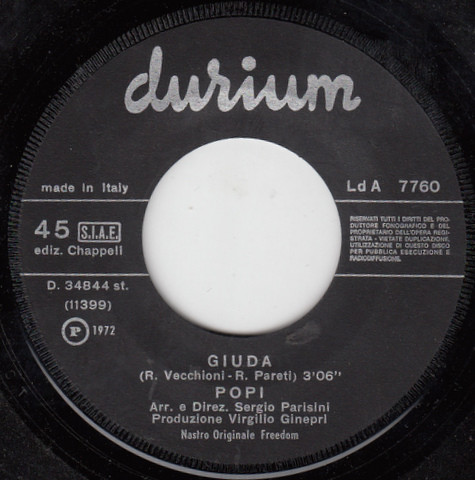 durium
made in Italy
Ld A 7760
45 S.I.A.E.
ediz. Chappell
RISERVATI TUTTI I DIRITTI DEL PRO-
DUTTORE FONOGRAFICO E DEL
PROPRIETARIO DELL'OPERA REGI-
STRATA - VIETATE DUPLICAZIONE,
UTILIZZAZIONE DI QUESTO DISCO
PER PUBBLICA ESECUZIONE E
RADIODIFFUSIONE.
D. 34844 st.
(11399)
Ⓟ 1972
GIUDA
(R. Vecchioni - R. Pareti) 3'06"
POPI
Arr. e Direz. Sergio Parisini
Produzione Virgilio Ginepri
Nastro Originale Freedom